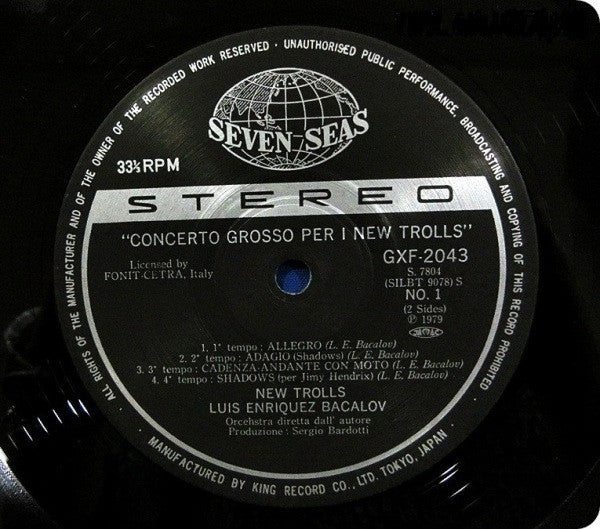 ALL RIGHTS OF THE MANUFACTURER AND OF THE OWNER OF THE RECORDED WORK RESERVED · UNAUTHORISED PUBLIC PERFORMANCE, BROADCASTING AND COPYING OF THIS RECORD PROHIBITED.
SEVEN SEAS
33⅓RPM
STEREO
"CONCERTO GROSSO PER I NEW TROLLS"
Licensed by
FONIT-CETRA, Italy
GXF-2043
S. 7804
(SILBT 9078) S
NO. 1
(2 Sides)
Ⓟ 1979
JASRAC
1. 1° tempo : ALLEGRO (L. E. Bacalov)
2. 2° tempo : ADAGIO (Shadows) (L. E. Bacalov)
3. 3° tempo : CADENZA-ANDANTE CON MOTO (L. E. Bacalov)
4. 4° tempo : SHADOWS (per Jimy Hendrix) (L. E. Bacalov)
NEW TROLLS
LUIS ENRIQUEZ BACALOV
Orcehstra diretta dall' autore
Produzione : Sergio Bardotti
MANUFACTURED BY KING RECORD CO., LTD. TOKYO, JAPAN